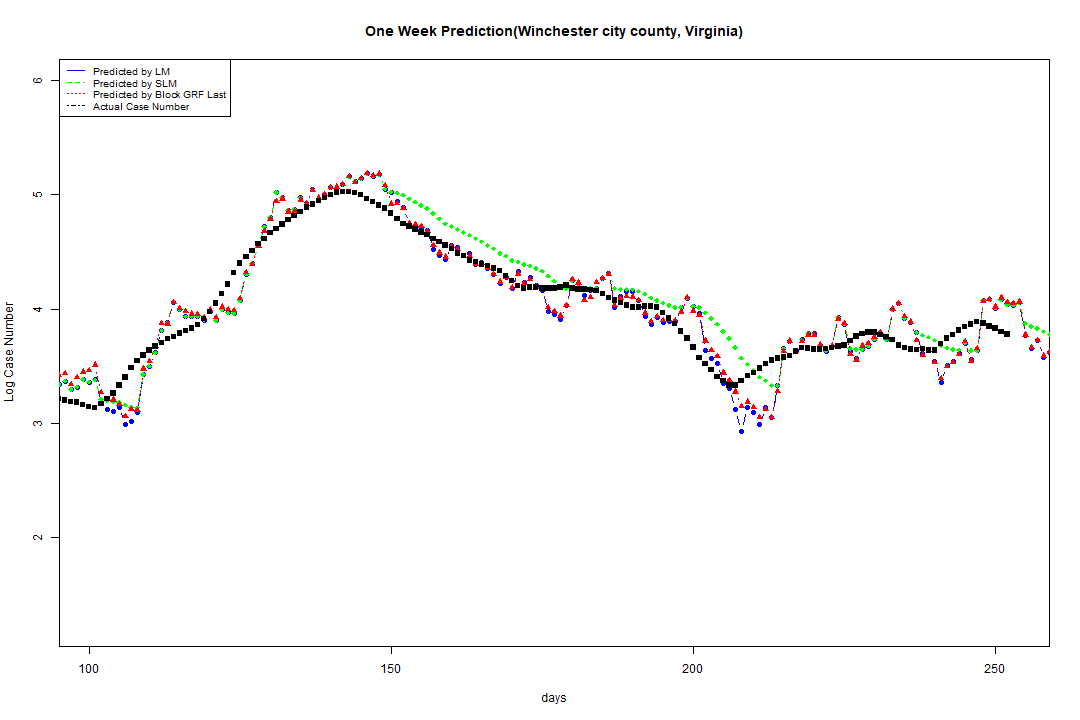 One Week Prediction(Winchester city county, Virginia)
Predicted by LM
Predicted by SLM
Predicted by Block GRF Last
Actual Case Number
6
5
4
3
2
Log Case Number
100
150
200
250
days